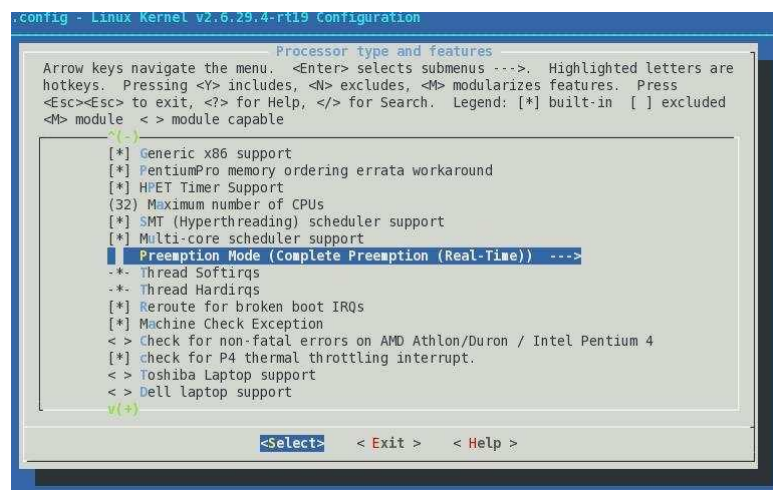 .config - Linux Kernel v2.6.29.4-rt19 Configuration
Processor type and features
Arrow keys navigate the menu.  <Enter> selects submenus --->.  Highlighted letters are
hotkeys.  Pressing <Y> includes, <N> excludes, <M> modularizes features.  Press
<Esc><Esc> to exit, <?> for Help, </> for Search.  Legend: [*] built-in  [ ] excluded
<M> module  < > module capable
^(-)
[*] Generic x86 support
[*] PentiumPro memory ordering errata workaround
[*] HPET Timer Support
(32) Maximum number of CPUs
[*] SMT (Hyperthreading) scheduler support
[*] Multi-core scheduler support
Preemption Mode (Complete Preemption (Real-Time))  --->
-*- Thread Softirqs
-*- Thread Hardirqs
[*] Reroute for broken boot IRQs
[*] Machine Check Exception
< > Check for non-fatal errors on AMD Athlon/Duron / Intel Pentium 4
[*] check for P4 thermal throttling interrupt.
< > Toshiba Laptop support
< > Dell laptop support
v(+)
<Select>    < Exit >    < Help >